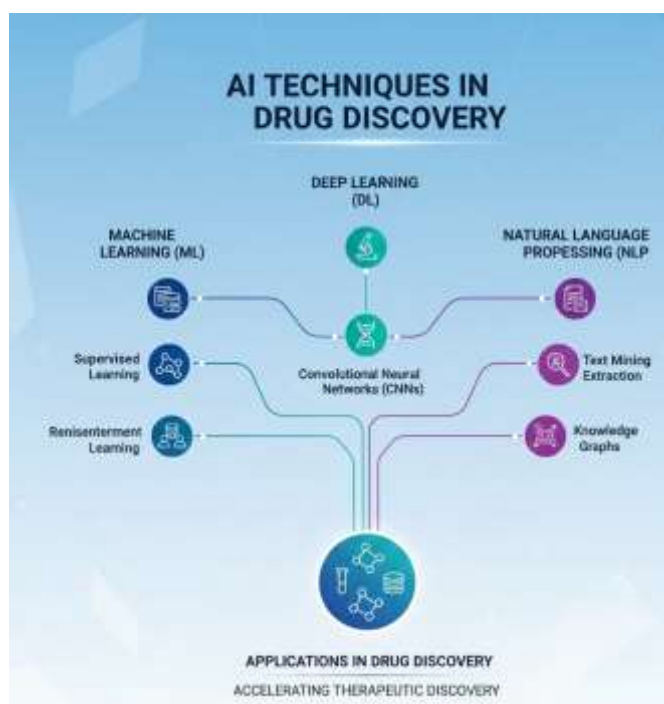 AI TECHNIQUES IN
DRUG DISCOVERY
DEEP LEARNING
(DL)
MACHINE
LEARNING (ML)
NATURAL LANGUAGE
PROPESSING (NLP
Supervised
Learning
Convolutional Neural
Networks (CNNs)
Text Mining
Extraction
Renisenterment
Learning
Knowledge
Graphs
APPLICATIONS IN DRUG DISCOVERY
ACCELERATING THERAPEUTIC DISCOVERY